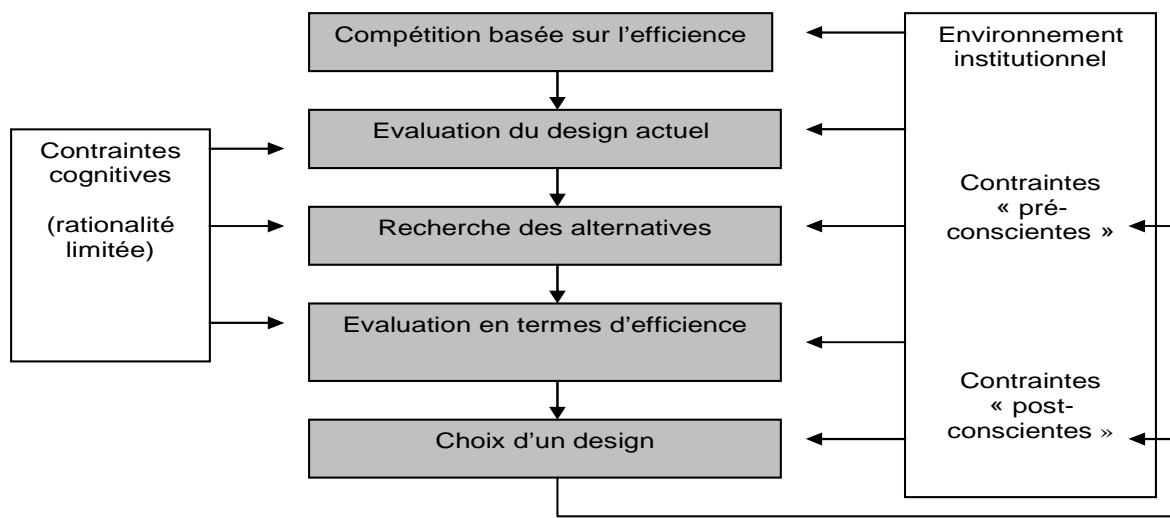 Compétition basée sur l'efficience
Evaluation du design actuel
Recherche des alternatives
Evaluation en termes d'efficience
Choix d'un design
Contraintes
cognitives
(rationalité
limitée)
Environnement
institutionnel
Contraintes
« pré-
conscientes »
Contraintes
« post-
conscientes »